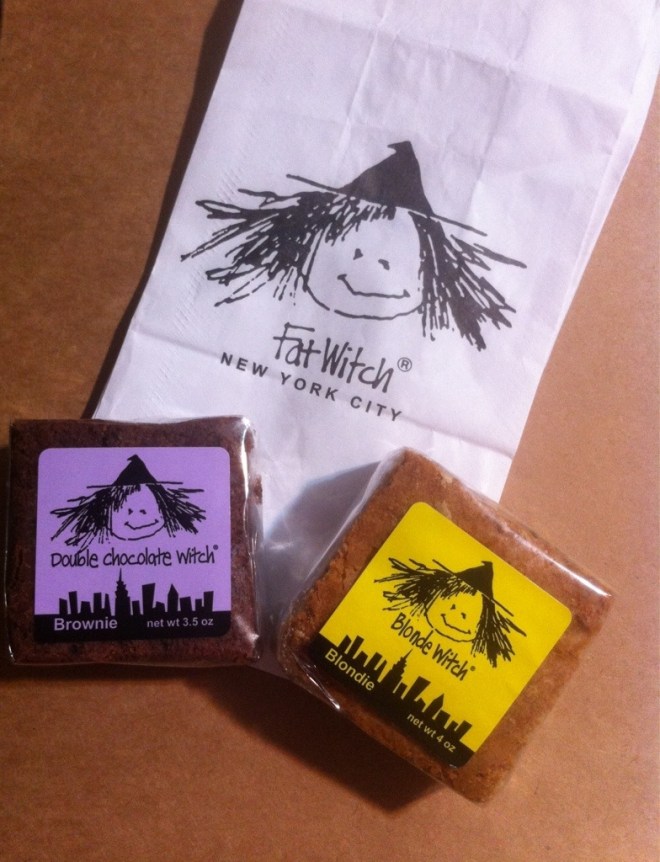 Fat Witch®
NEW YORK CITY
Double Chocolate Witch®
Brownie net wt 3.5 oz
Blonde Witch®
Blondie net wt 4 oz